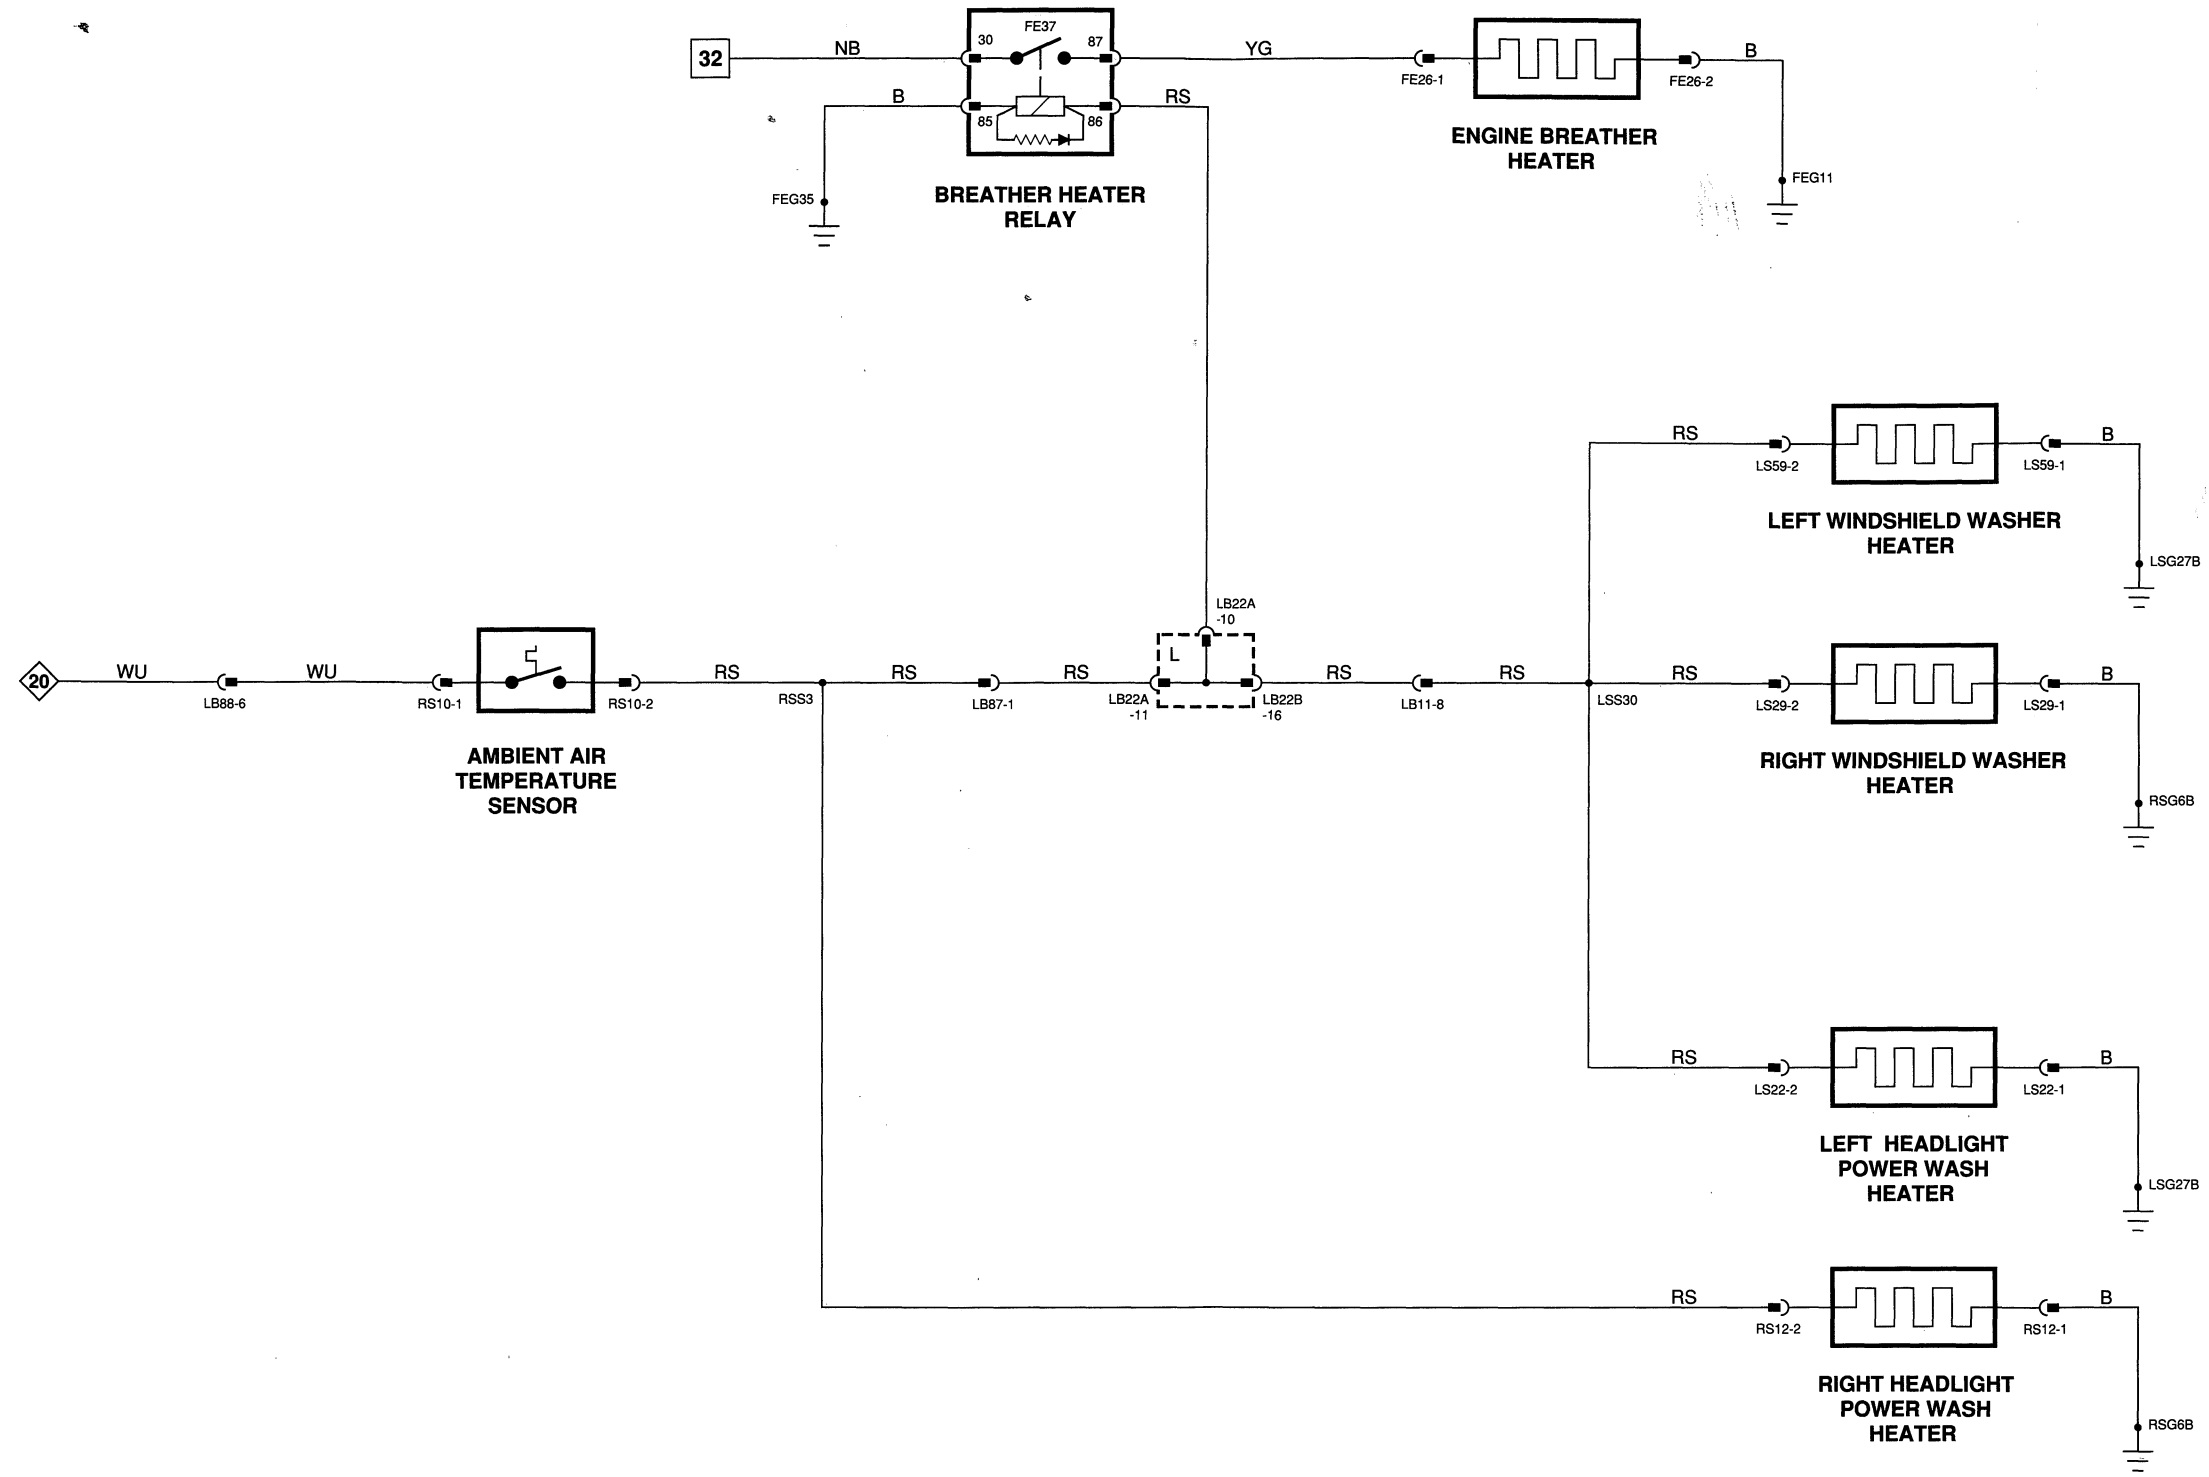 FE37
30
87
32
NB
YG
FE26-1
FE26-2
B
B
RS
85
86
ENGINE BREATHER
HEATER
FEG11
FEG35
BREATHER HEATER
RELAY
RS
LS59-2
LS59-1
B
LEFT WINDSHIELD WASHER
HEATER
LSG27B
LB22A
-10
L
20
WU
LB88-6
WU
RS10-1
RS10-2
RS
RSS3
RS
LB87-1
RS
LB22A
-11
LB22B
-16
RS
LB11-8
RS
LSS30
RS
LS29-2
LS29-1
B
AMBIENT AIR
TEMPERATURE
SENSOR
RIGHT WINDSHIELD WASHER
HEATER
RSG6B
RS
LS22-2
LS22-1
B
LEFT HEADLIGHT
POWER WASH
HEATER
LSG27B
RS
RS12-2
RS12-1
B
RIGHT HEADLIGHT
POWER WASH
HEATER
RSG6B